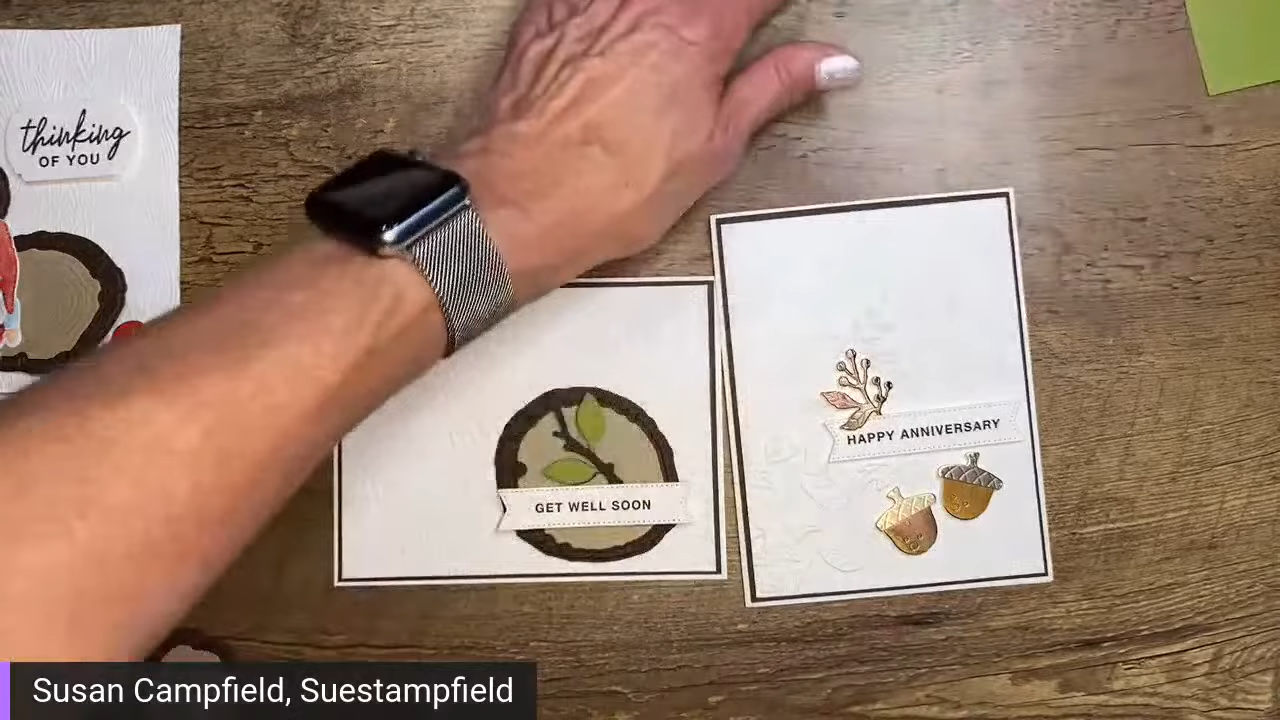 thinking
OF YOU
HAPPY ANNIVERSARY
GET WELL SOON
Susan Campfield, Suestampfield